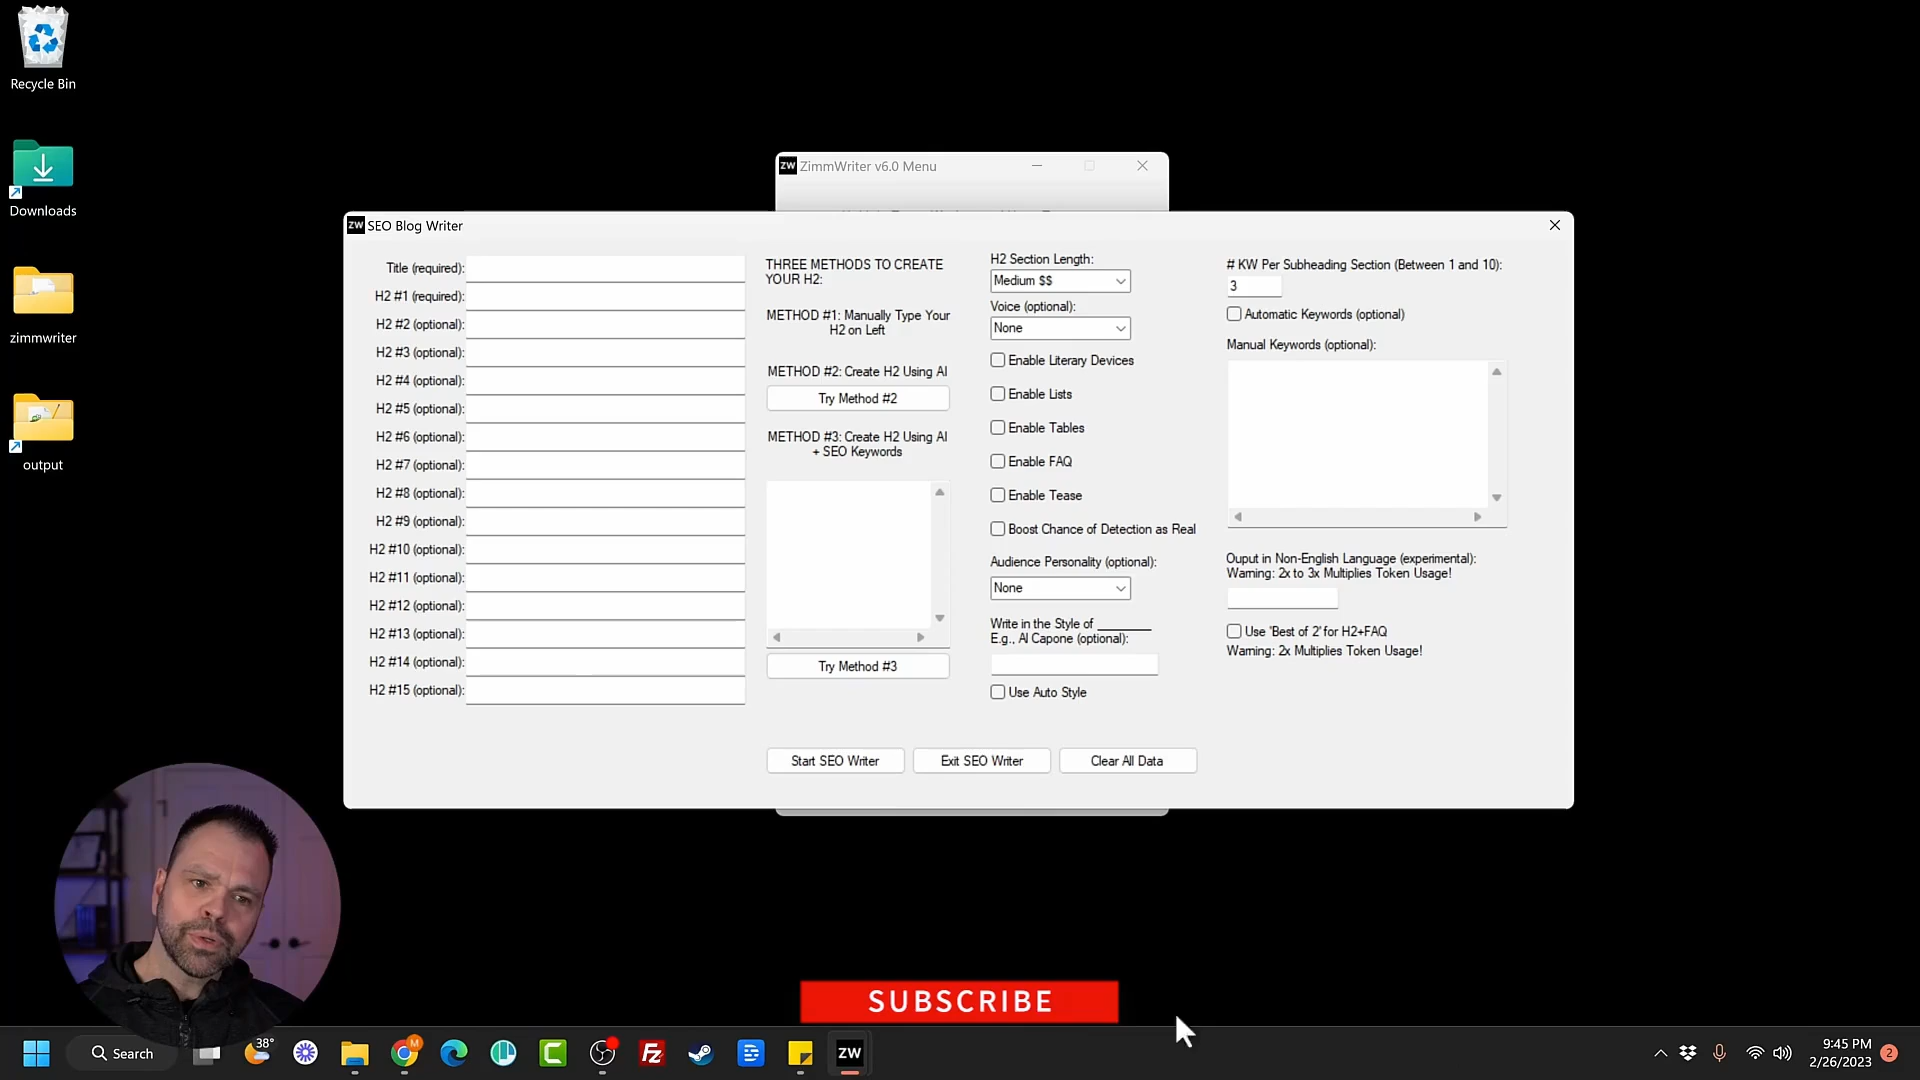 Recycle Bin
Downloads
zimmwriter
output
ZW ZimmWriter v6.0 Menu
ZW SEO Blog Writer
Title (required):
H2 #1 (required):
H2 #2 (optional):
H2 #3 (optional):
H2 #4 (optional):
H2 #5 (optional):
H2 #6 (optional):
H2 #7 (optional):
H2 #8 (optional):
H2 #9 (optional):
H2 #10 (optional):
H2 #11 (optional):
H2 #12 (optional):
H2 #13 (optional):
H2 #14 (optional):
H2 #15 (optional):
THREE METHODS TO CREATE
YOUR H2:
METHOD #1: Manually Type Your
H2 on Left
METHOD #2: Create H2 Using AI
Try Method #2
METHOD #3: Create H2 Using AI
+ SEO Keywords
Try Method #3
H2 Section Length:
Medium $$
Voice (optional):
None
Enable Literary Devices
Enable Lists
Enable Tables
Enable FAQ
Enable Tease
Boost Chance of Detection as Real
Audience Personality (optional):
None
Write in the Style of ________
E.g., Al Capone (optional):
Use Auto Style
# KW Per Subheading Section (Between 1 and 10):
3
Automatic Keywords (optional)
Manual Keywords (optional):
Ouput in Non-English Language (experimental):
Warning: 2x to 3x Multiplies Token Usage!
Use 'Best of 2' for H2+FAQ
Warning: 2x Multiplies Token Usage!
Start SEO Writer
Exit SEO Writer
Clear All Data
SUBSCRIBE
Search
38°
M
FZ
ZW
9:45 PM
2/26/2023
2